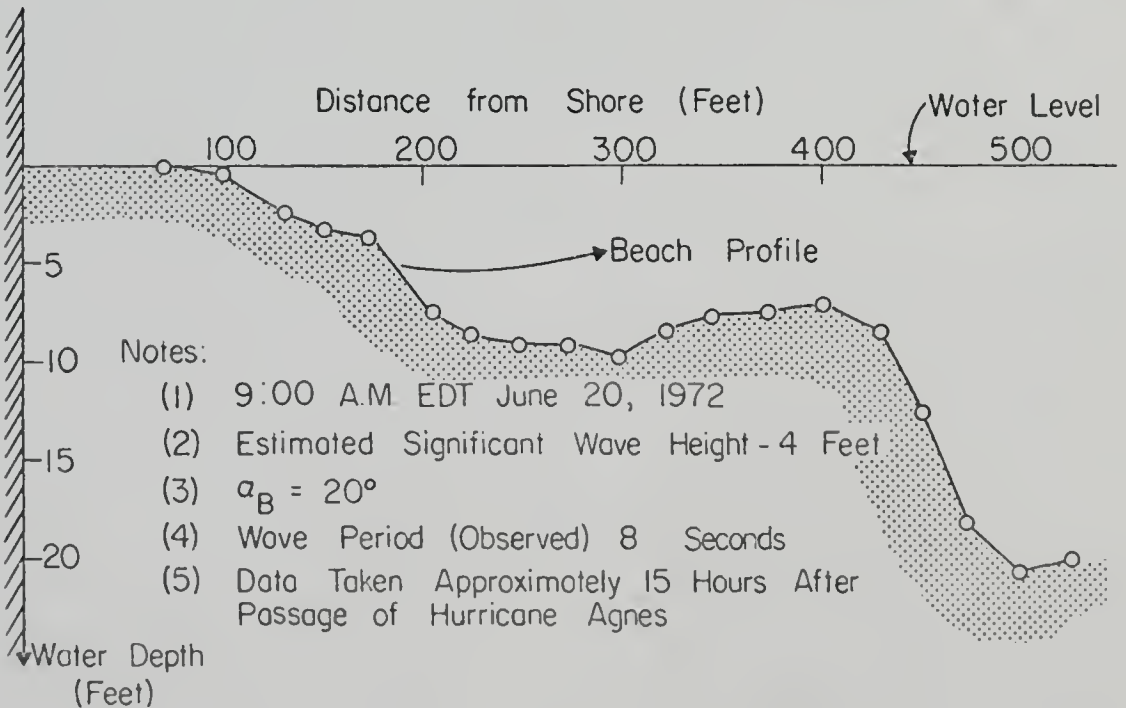 Distance from Shore (Feet)
Water Level
100 200 300 400 500
Beach Profile
-5
-10
-15
-20
Notes:
(1) 9:00 A.M. EDT June 20, 1972
(2) Estimated Significant Wave Height - 4 Feet
(3) αB = 20°
(4) Wave Period (Observed) 8 Seconds
(5) Data Taken Approximately 15 Hours After
Passage of Hurricane Agnes
Water Depth
(Feet)